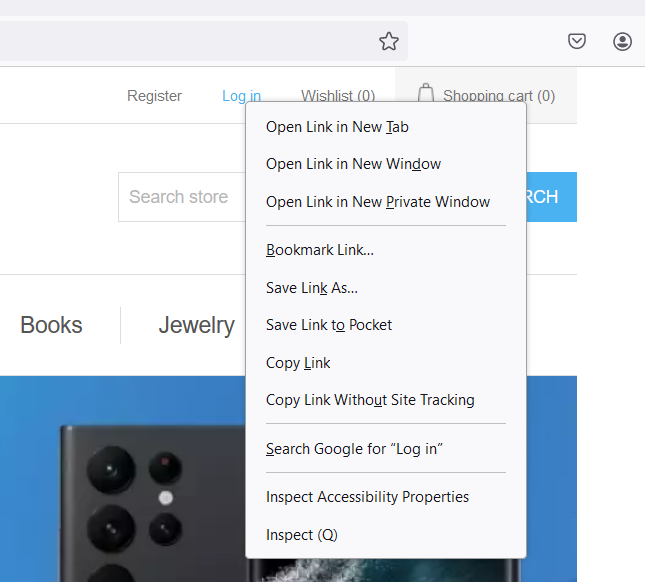 Register Log in Wishlist (0) Shopping cart (0)
Open Link in New Tab
Open Link in New Window
Search store
Open Link in New Private Window
RCH
Bookmark Link...
Save Link As...
Books Jewelry
Save Link to Pocket
Copy Link
Copy Link Without Site Tracking
Search Google for “Log in”
Inspect Accessibility Properties
Inspect (Q)